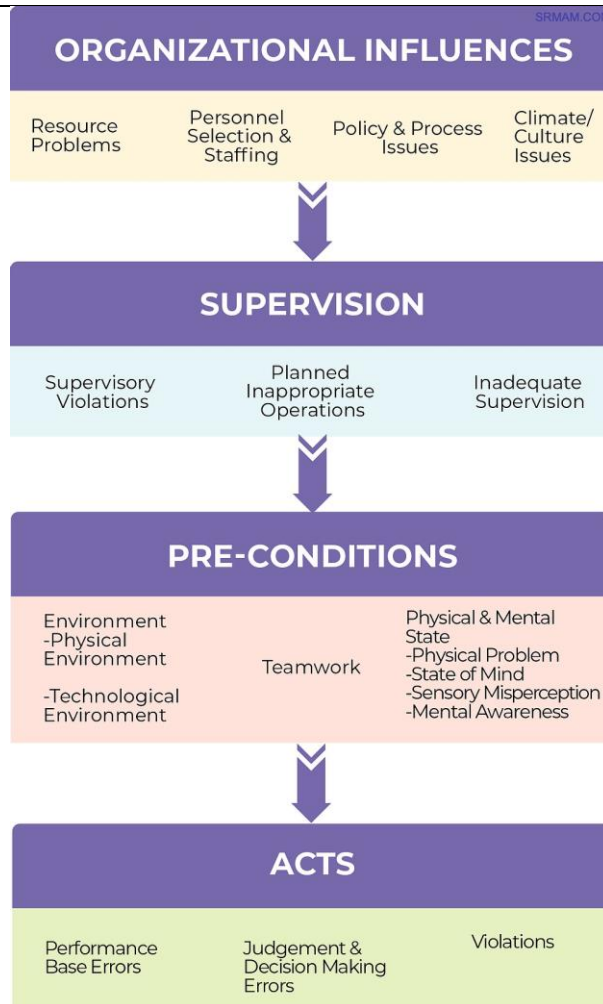 SRMAM.COM
ORGANIZATIONAL INFLUENCES
Resource
Problems
Personnel
Selection &
Staffing
Policy & Process
Issues
Climate/
Culture
Issues
SUPERVISION
Supervisory
Violations
Planned
Inappropriate
Operations
Inadequate
Supervision
PRE-CONDITIONS
Environment
-Physical
Environment
-Technological
Environment
Teamwork
Physical & Mental
State
-Physical Problem
-State of Mind
-Sensory Misperception
-Mental Awareness
ACTS
Performance
Base Errors
Judgement &
Decision Making
Errors
Violations